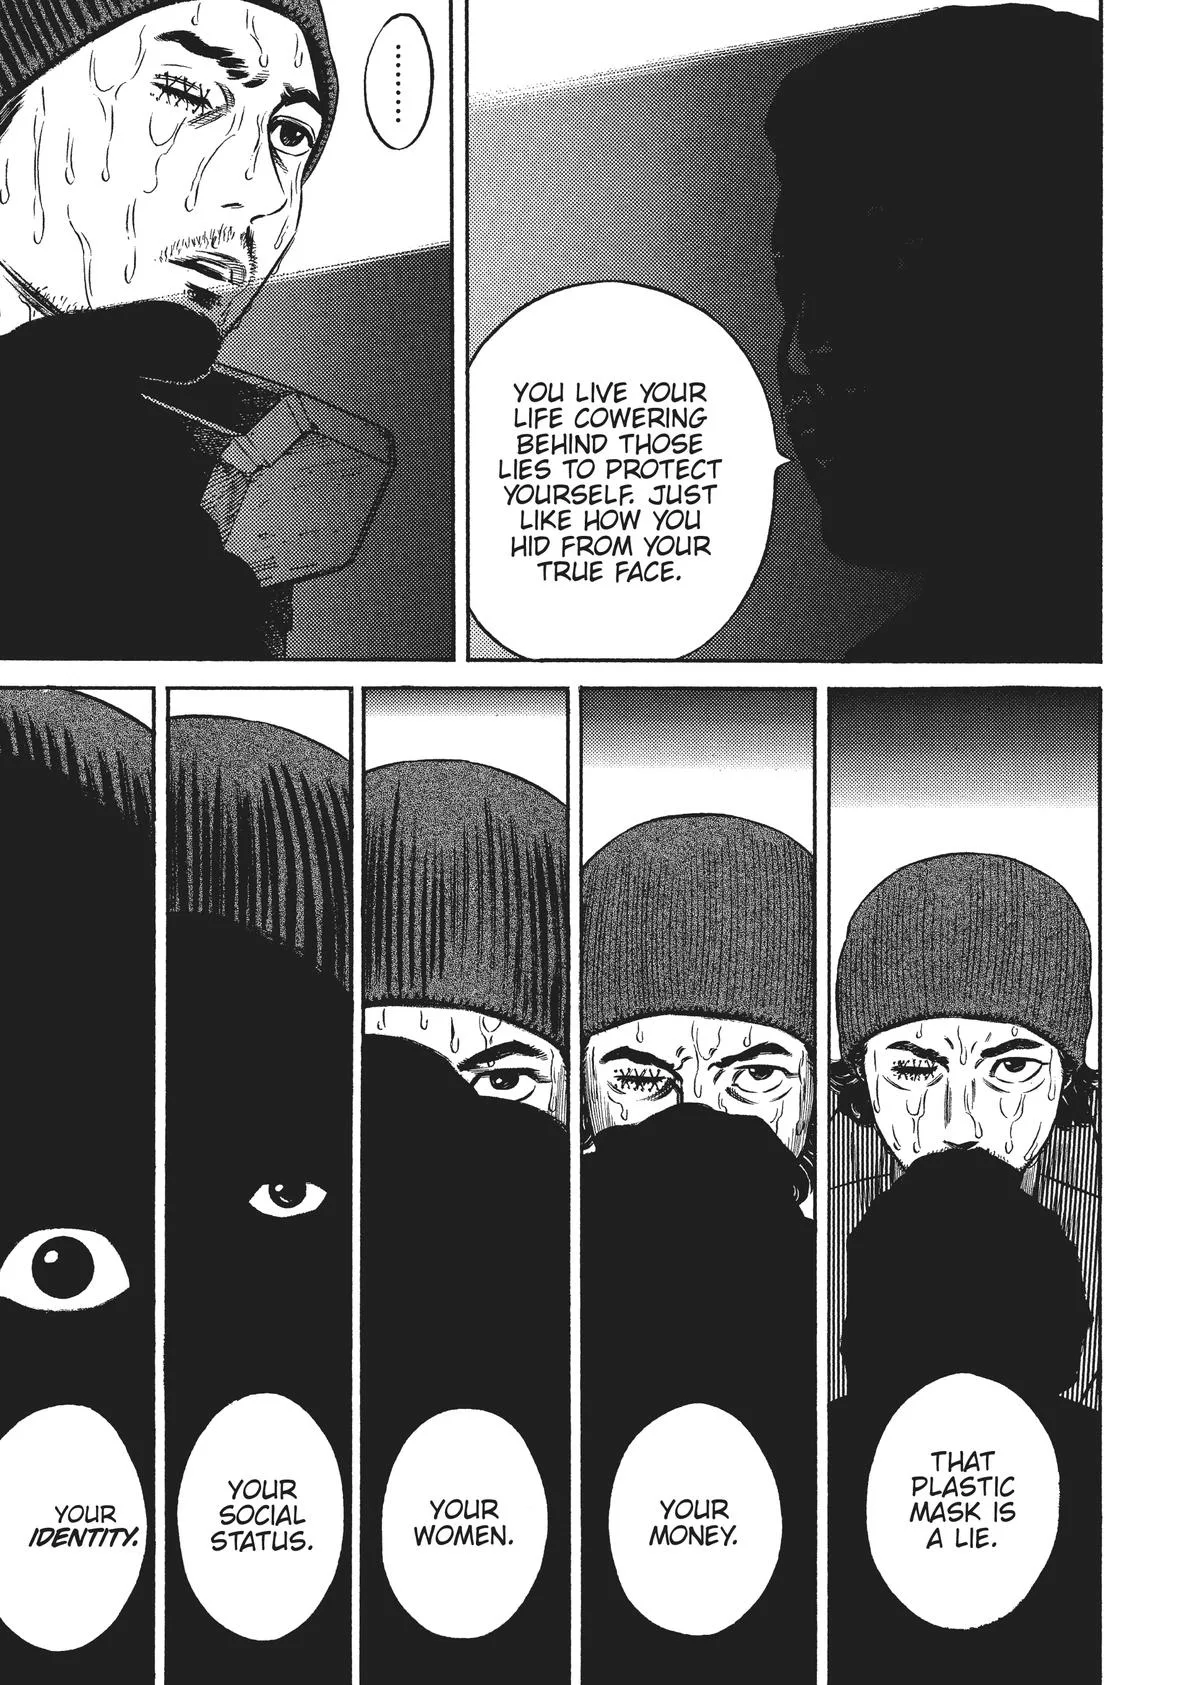 YOU LIVE YOUR
LIFE COWERING
BEHIND THOSE
LIES TO PROTECT
YOURSELF. JUST
LIKE HOW YOU
HID FROM YOUR
TRUE FACE.
.........
THAT
PLASTIC
MASK IS
A LIE.
YOUR
MONEY.
YOUR
WOMEN.
YOUR
SOCIAL
STATUS.
YOUR
IDENTITY.